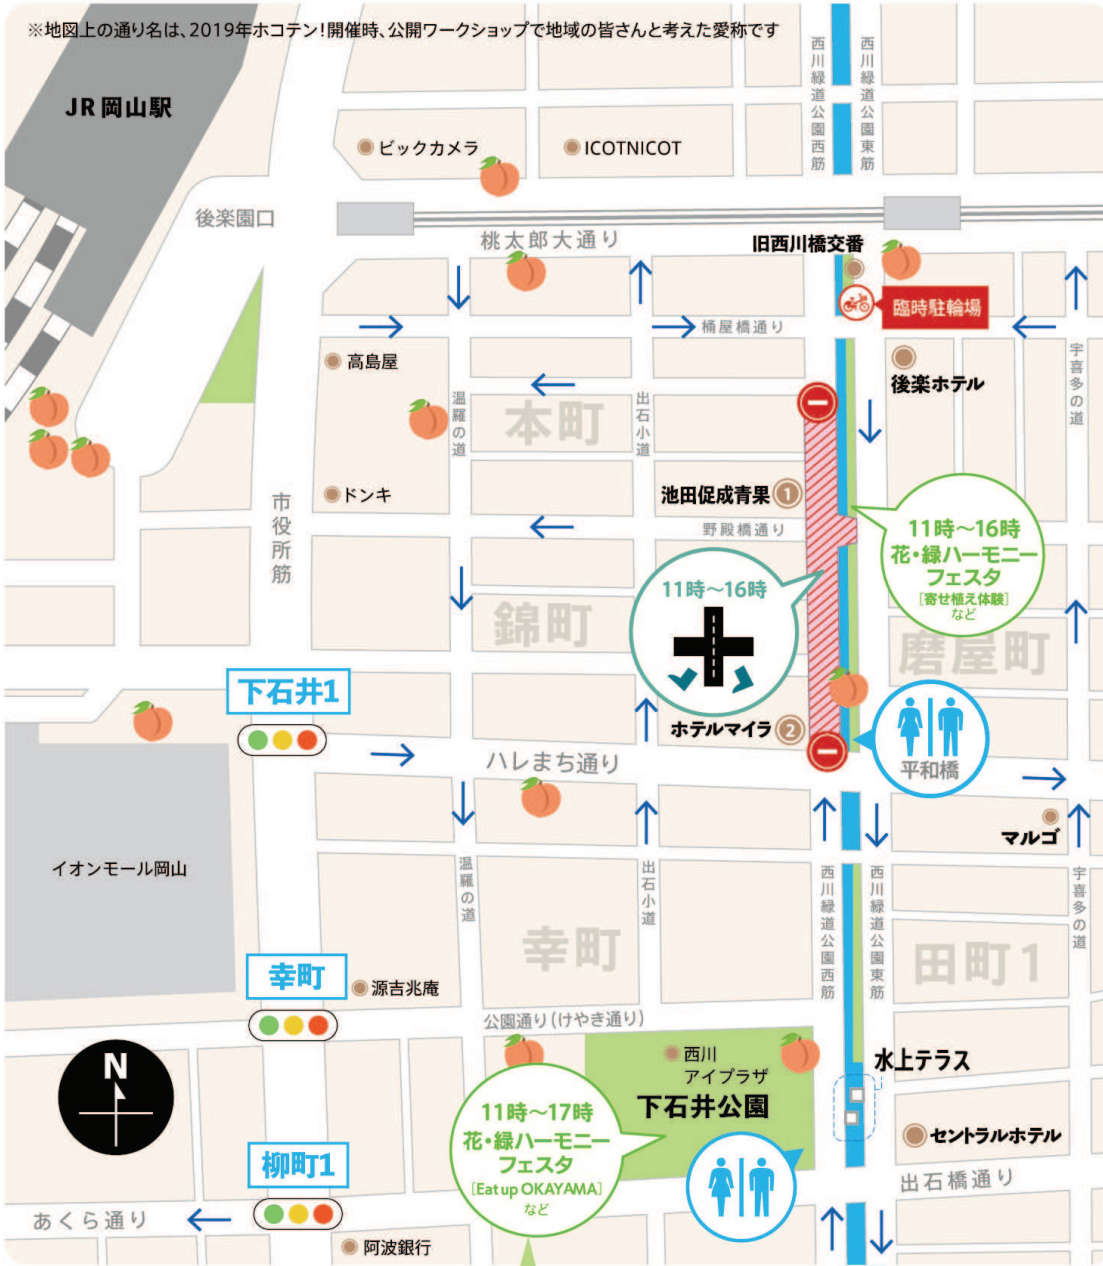 ※地図上の通り名は、2019年ホコテン！開催時、公開ワークショップで地域の皆さんと考えた愛称です
JR岡山駅
西川緑道公園西筋
西川緑道公園東筋
ビックカメラ
ICOTNICOT
後楽園口
桃太郎大通り
旧西川橋交番
臨時駐輪場
桶屋橋通り
高島屋
後楽ホテル
宇喜多の道
温羅の道
本町
出石小道
市役所筋
ドンキ
池田促成青果
1
野殿橋通り
11時〜16時
花・緑ハーモニー
フェスタ
［寄せ植え体験］
など
11時〜16時
錦町
磨屋町
下石井1
ホテルマイラ
2
平和橋
ハレまち通り
マルゴ
イオンモール岡山
温羅の道
出石小道
西川緑道公園西筋
西川緑道公園東筋
宇喜多の道
幸町
田町1
幸町
源吉兆庵
公園通り（けやき通り）
N
西川
アイプラザ
下石井公園
水上テラス
11時〜17時
花・緑ハーモニー
フェスタ
［Eat up OKAYAMA］
など
セントラルホテル
柳町1
出石橋通り
あくら通り
阿波銀行